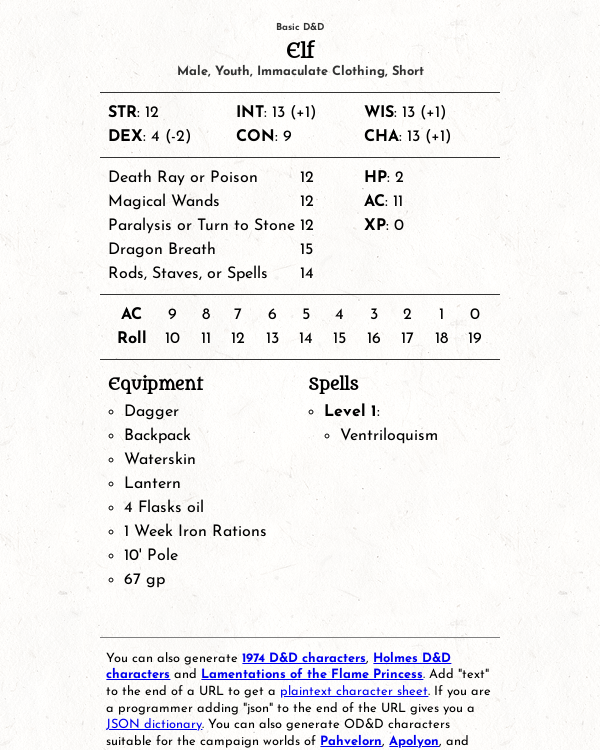 Basic D&D
Elf
Male, Youth, Immaculate Clothing, Short
STR: 12 INT: 13 (+1) WIS: 13 (+1)
DEX: 4 (-2) CON: 9 CHA: 13 (+1)
Death Ray or Poison 12 HP: 2
Magical Wands 12 AC: 11
Paralysis or Turn to Stone 12 XP: 0
Dragon Breath 15
Rods, Staves, or Spells 14
AC 9 8 7 6 5 4 3 2 1 0
Roll 10 11 12 13 14 15 16 17 18 19
Equipment
Dagger
Backpack
Waterskin
Lantern
4 Flasks oil
1 Week Iron Rations
10' Pole
67 gp
Spells
Level 1:
Ventriloquism
You can also generate 1974 D&D characters, Holmes D&D
characters and Lamentations of the Flame Princess. Add "text"
to the end of a URL to get a plaintext character sheet. If you are
a programmer adding "json" to the end of the URL gives you a
JSON dictionary. You can also generate OD&D characters
suitable for the campaign worlds of Pahvelorn, Apolyon, and